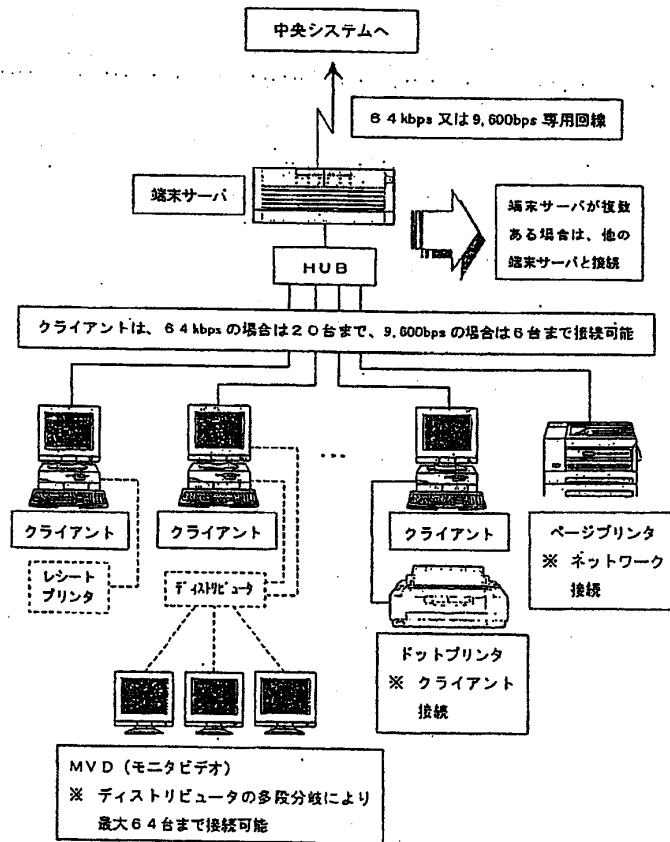 中央システムへ
６４kbps 又は9,600bps 専用回線
端末サーバ
端末サーバが複数
ある場合は、他の
端末サーバと接続
ＨＵＢ
クライアントは、６４kbps の場合は２０台まで、9,600bps の場合は６台まで接続可能
…
クライアント
クライアント
クライアント
ページプリンタ
※ ネットワーク
接続
レシート
プリンタ
ディストリビュータ
ドットプリンタ
※ クライアント
接続
ＭＶＤ（モニタビデオ）
※ ディストリビュータの多段分岐により
最大６４台まで接続可能